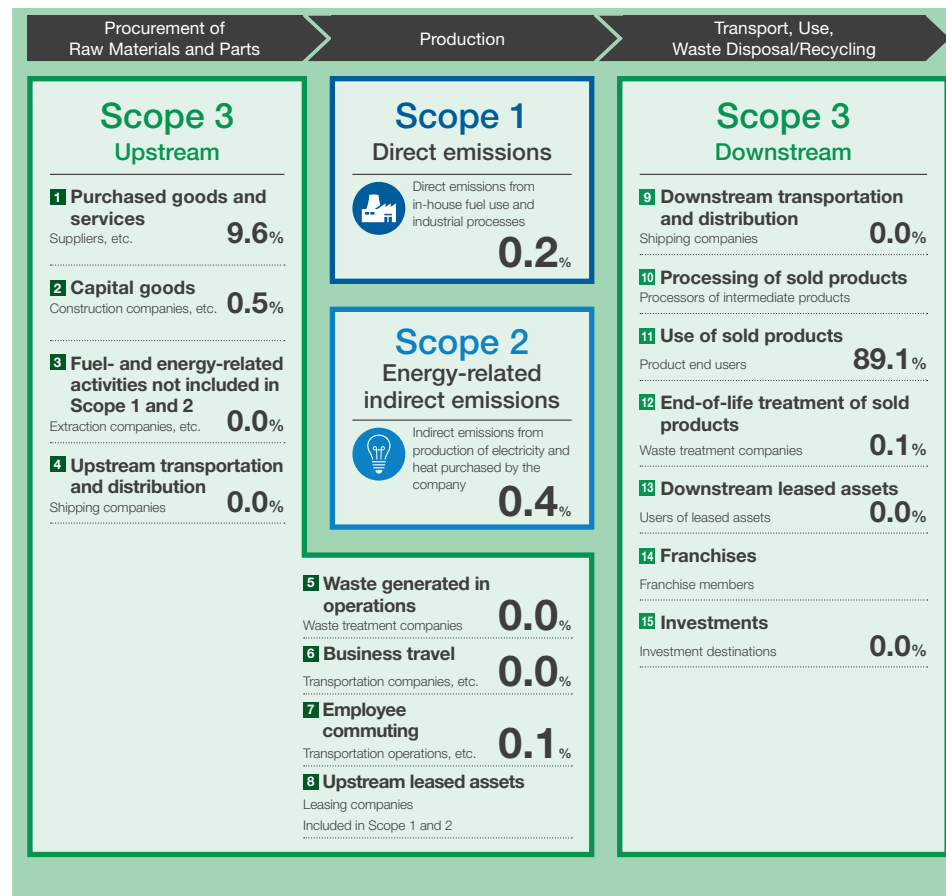 Procurement of
Raw Materials and Parts
Production
Transport, Use,
Waste Disposal/Recycling
Scope 3
Upstream
1 Purchased goods and
services
Suppliers, etc. 9.6%
2 Capital goods
Construction companies, etc. 0.5%
3 Fuel- and energy-related
activities not included in
Scope 1 and 2
Extraction companies, etc. 0.0%
4 Upstream transportation
and distribution
Shipping companies 0.0%
Scope 1
Direct emissions
Direct emissions from
in-house fuel use and
industrial processes
0.2%
Scope 2
Energy-related
indirect emissions
Indirect emissions from
production of electricity and
heat purchased by the
company
0.4%
5 Waste generated in
operations
Waste treatment companies 0.0%
6 Business travel
Transportation companies, etc. 0.0%
7 Employee
commuting
Transportation operations, etc. 0.1%
8 Upstream leased assets
Leasing companies
Included in Scope 1 and 2
Scope 3
Downstream
9 Downstream transportation
and distribution
Shipping companies 0.0%
10 Processing of sold products
Processors of intermediate products
11 Use of sold products
Product end users 89.1%
12 End-of-life treatment of sold
products
Waste treatment companies 0.1%
13 Downstream leased assets
Users of leased assets 0.0%
14 Franchises
Franchise members
15 Investments
Investment destinations 0.0%